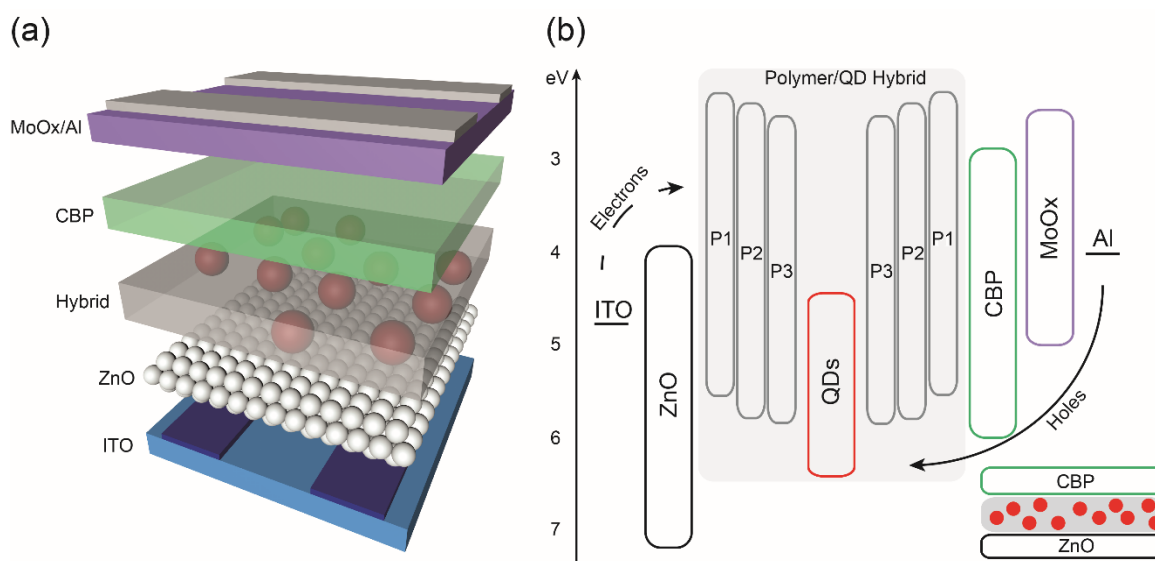 (a)
MoOx/Al
CBP
Hybrid
ZnO
ITO
(b)
eV
3
4
5
6
7
Polymer/QD Hybrid
Electrons
ITO
ZnO
P1
P2
P3
QDs
P3
P2
P1
CBP
MoOx
Al
Holes
CBP
ZnO